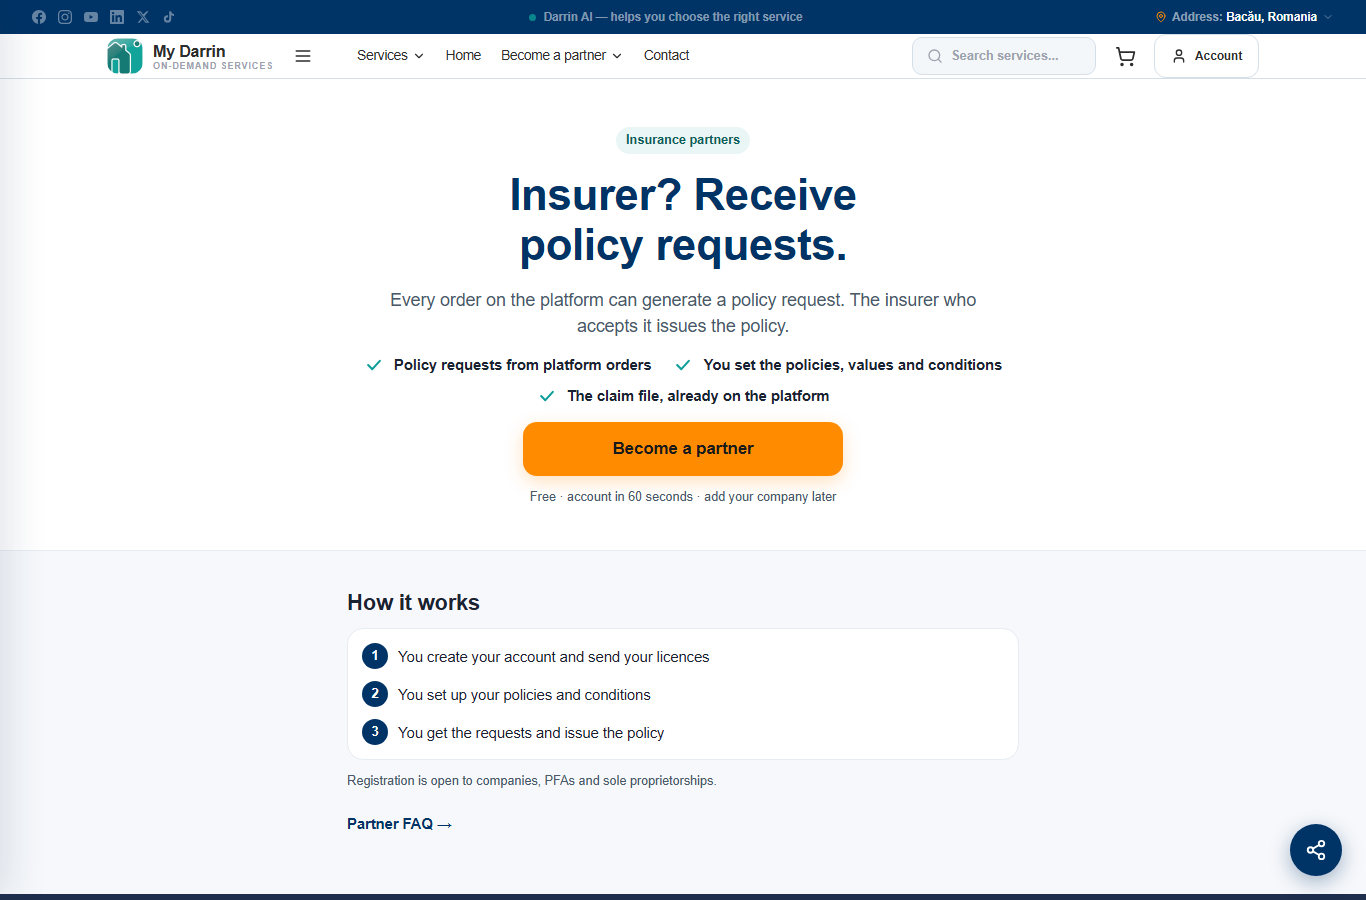 Darrin AI — helps you choose the right service
Address: Bacău, Romania
My Darrin
ON-DEMAND SERVICES
Services
Home
Become a partner
Contact
Search services...
Account
Insurance partners
Insurer? Receive
policy requests.
Every order on the platform can generate a policy request. The insurer who
accepts it issues the policy.
Policy requests from platform orders
You set the policies, values and conditions
The claim file, already on the platform
Become a partner
Free · account in 60 seconds · add your company later
How it works
1 You create your account and send your licences
2 You set up your policies and conditions
3 You get the requests and issue the policy
Registration is open to companies, PFAs and sole proprietorships.
Partner FAQ →